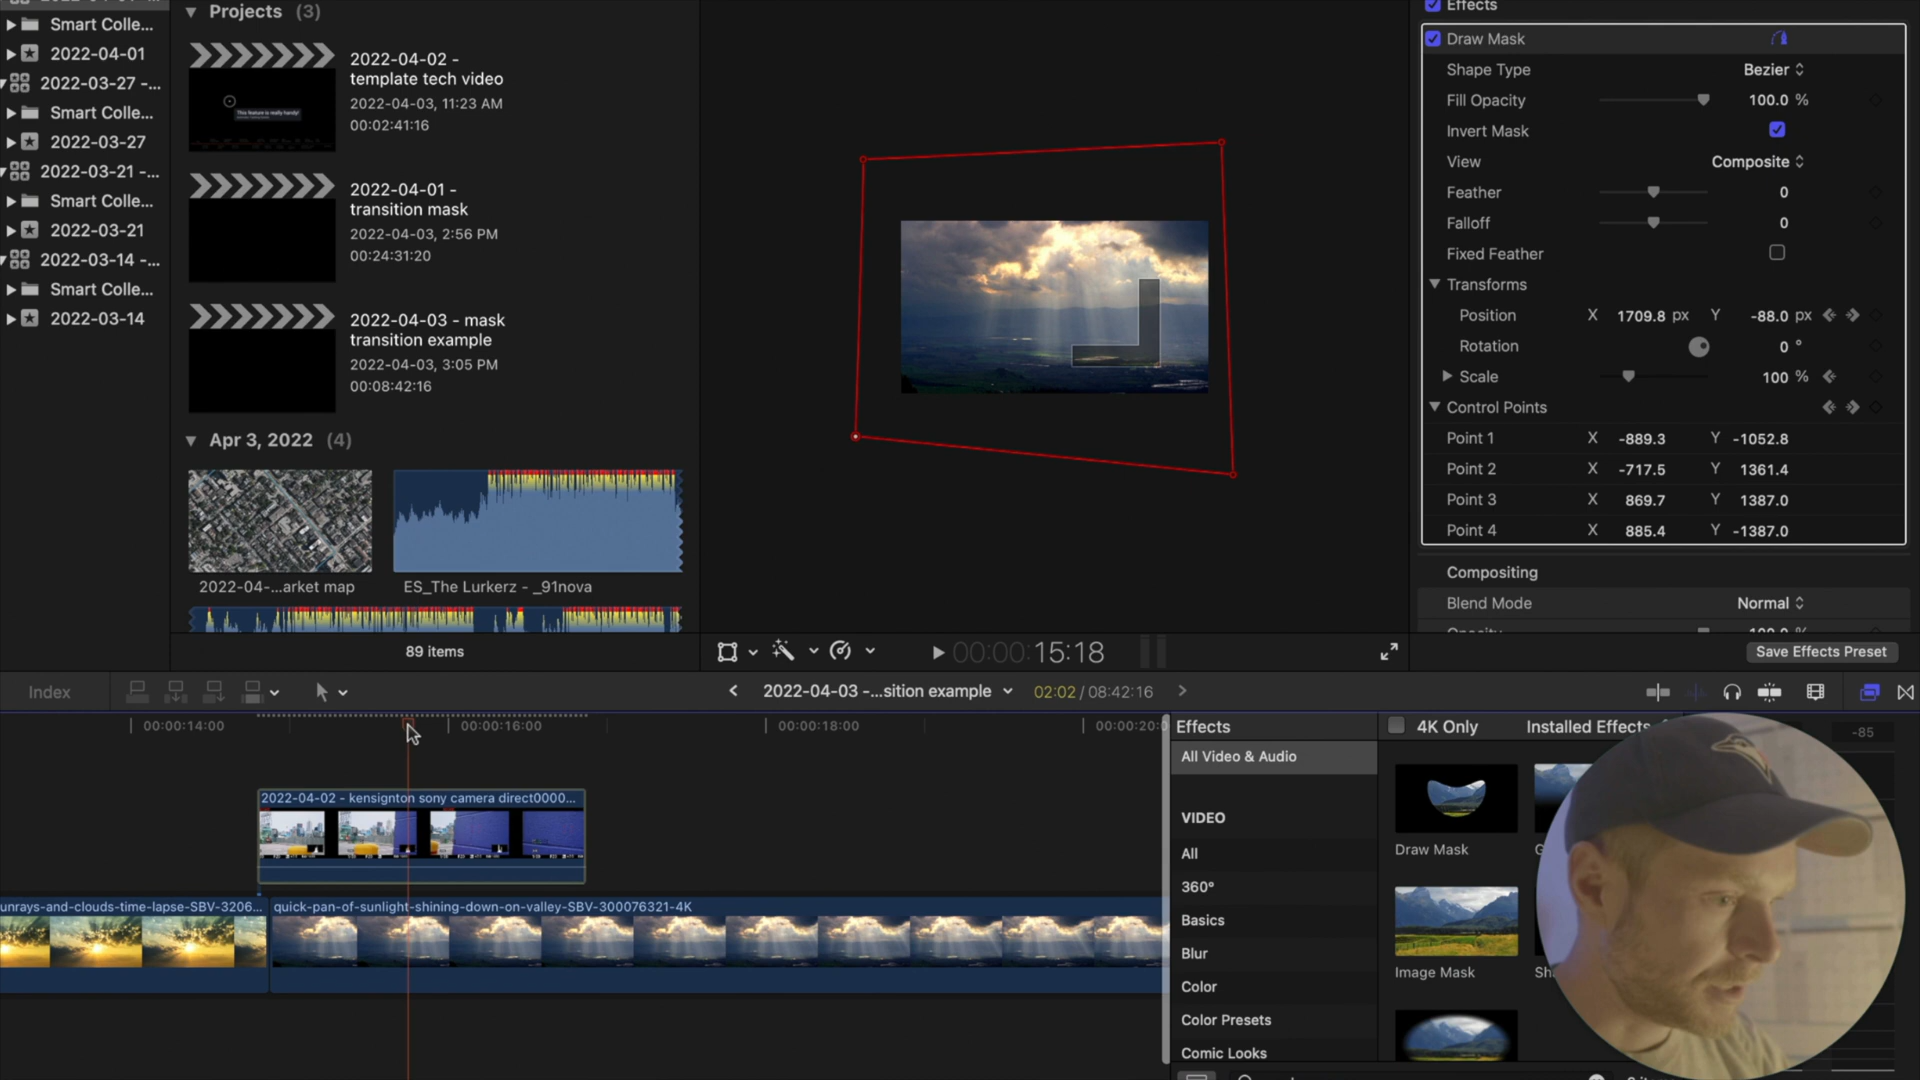 Smart Colle...
2022-04-01
2022-03-27 -...
Smart Colle...
2022-03-27
2022-03-21 -...
Smart Colle...
2022-03-21
2022-03-14 -...
Smart Colle...
2022-03-14
Projects (3)
2022-04-02 -
template tech video
2022-04-03, 11:23 AM
00:02:41:16
This feature is really handy!
2022-04-01 -
transition mask
2022-04-03, 2:56 PM
00:24:31:20
2022-04-03 - mask
transition example
2022-04-03, 3:05 PM
00:08:42:16
Apr 3, 2022 (4)
2022-04-...arket map
ES_The Lurkerz - _91nova
89 items
Effects
Draw Mask
Shape Type Bezier
Fill Opacity 100.0 %
Invert Mask
View Composite
Feather 0
Falloff 0
Fixed Feather
Transforms
Position X 1709.8 px Y -88.0 px
Rotation 0 °
Scale 100 %
Control Points
Point 1 X -889.3 Y -1052.8
Point 2 X -717.5 Y 1361.4
Point 3 X 869.7 Y 1387.0
Point 4 X 885.4 Y -1387.0
Compositing
Blend Mode Normal
Save Effects Preset
00:00:15:18
Index
2022-04-03 -...sition example
02:02 / 08:42:16
00:00:14:00
00:00:16:00
00:00:18:00
00:00:20:0
2022-04-02 - kensignton sony camera direct0000...
unrays-and-clouds-time-lapse-SBV-3206...
quick-pan-of-sunlight-shining-down-on-valley-SBV-300076321-4K
Effects
4K Only
Installed Effects
-85
All Video & Audio
VIDEO
All
360°
Basics
Blur
Color
Color Presets
Comic Looks
Draw Mask
Image Mask